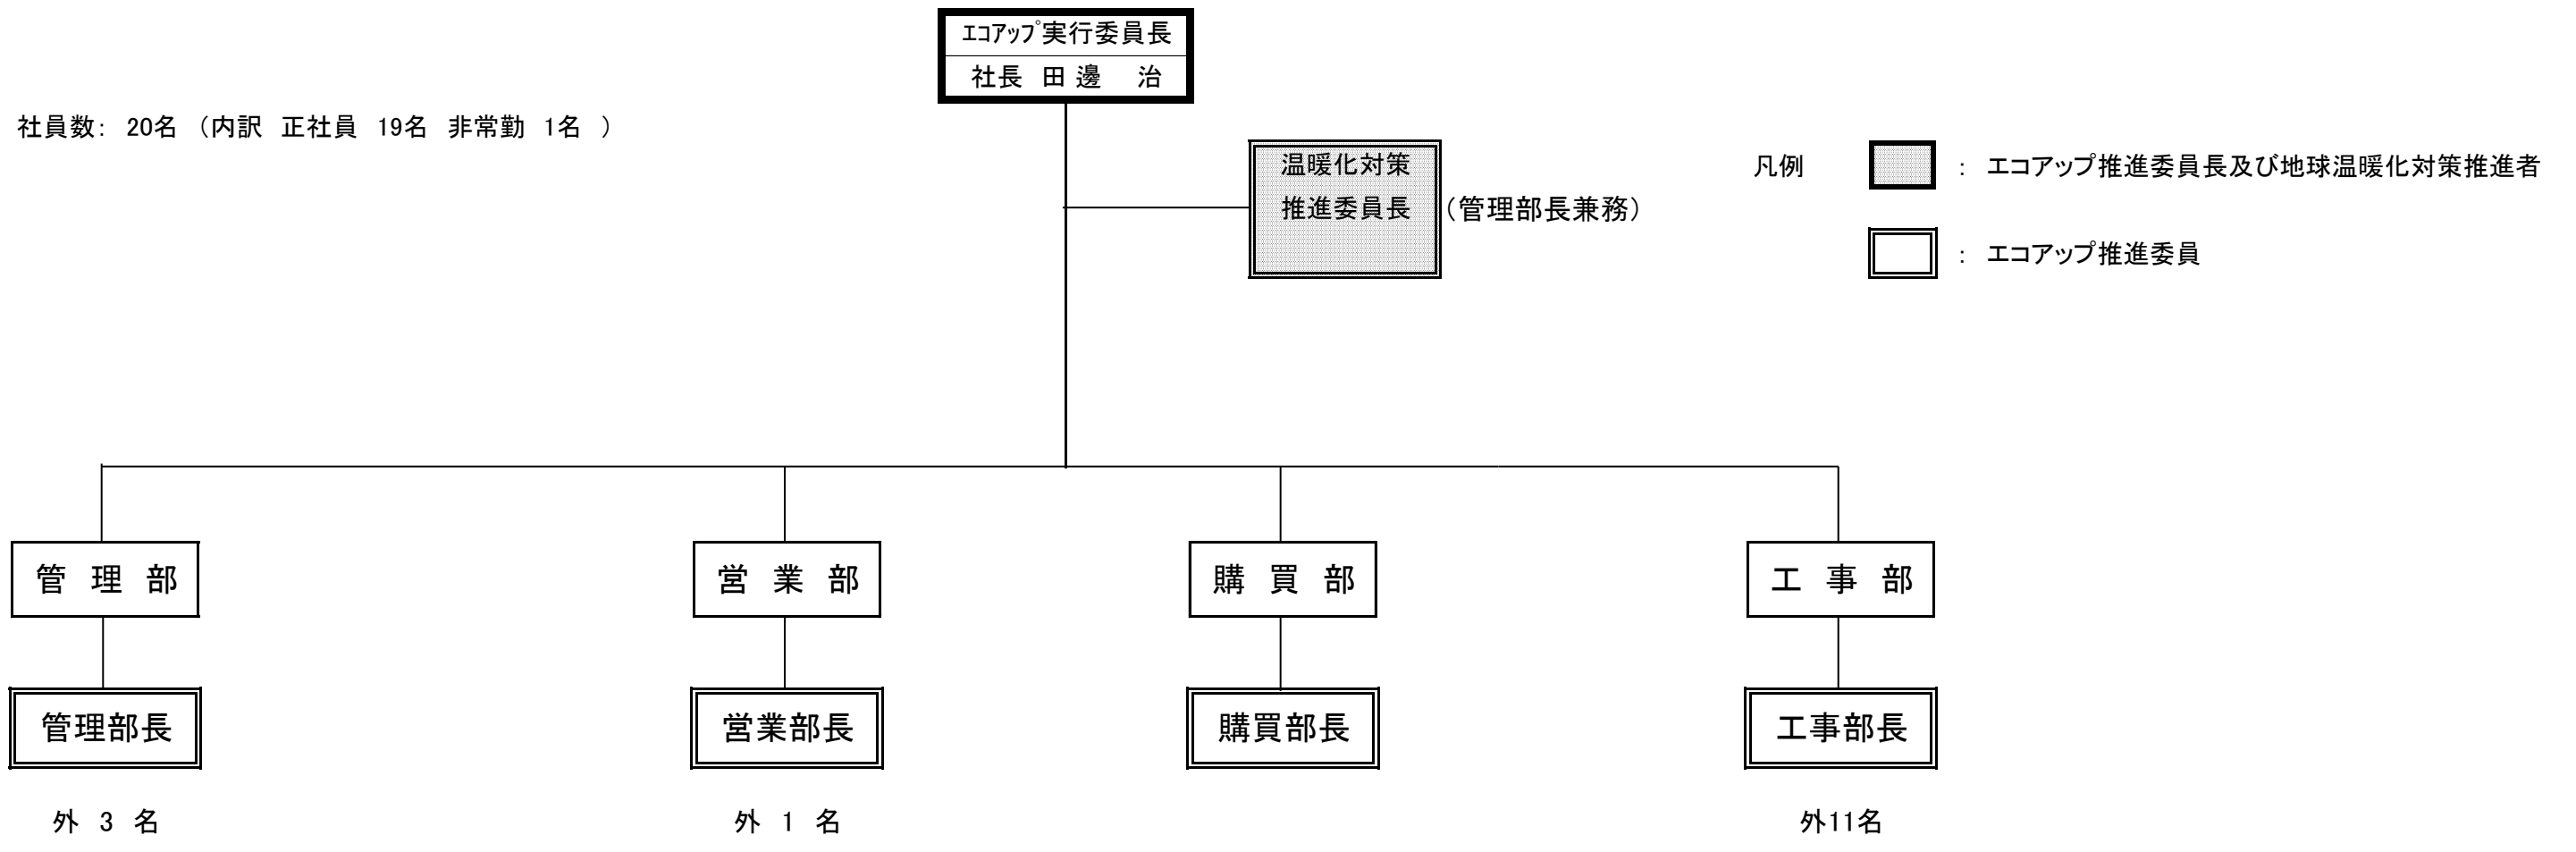 ｴｺｱｯﾌﾟ実行委員長
社長 田 邊　治
社員数： 20名 （内訳 正社員 19名 非常勤 1名 ）
温暖化対策
推進委員長
（管理部長兼務）
凡例
： エコアップ推進委員長及び地球温暖化対策推進者
： エコアップ推進委員
管 理 部
営 業 部
購 買 部
工 事 部
管理部長
営業部長
購買部長
工事部長
外 3 名
外 1 名
外11名